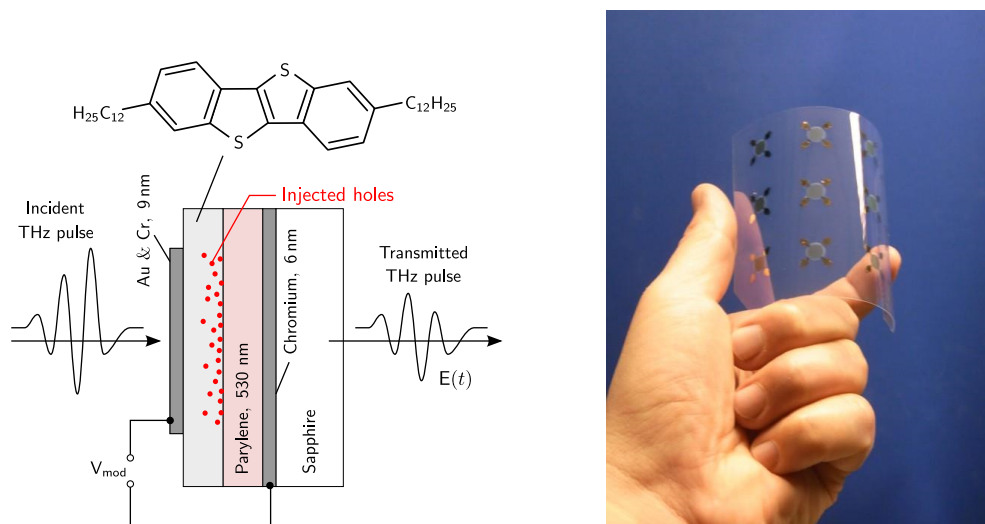 S
H25C12
C12H25
S
Injected holes
Au & Cr, 9 nm
Incident
THz pulse
Chromium, 6 nm
Transmitted
THz pulse
Parylene, 530 nm
Sapphire
E(t)
Vmod